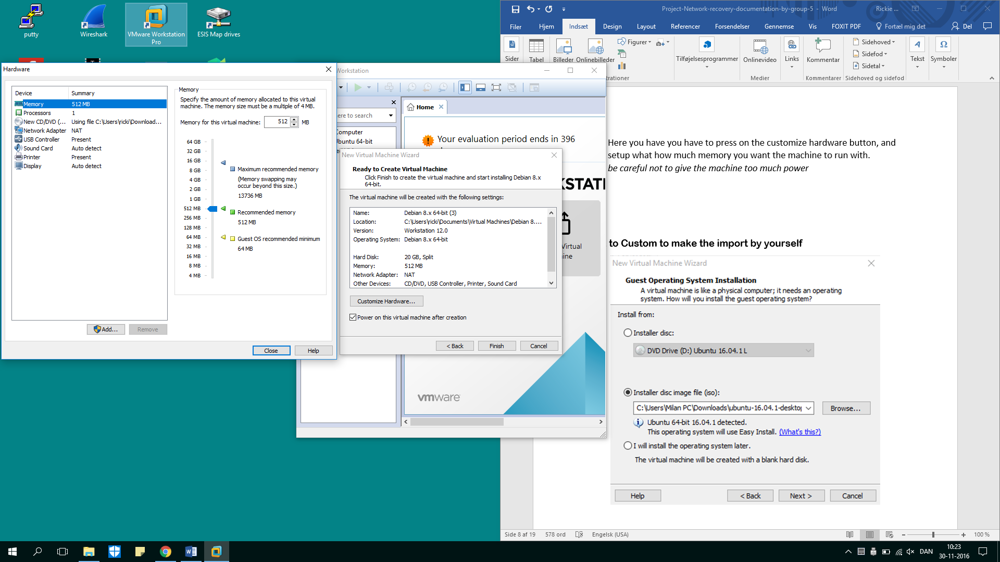 putty
Wireshark
VMware Workstation
Pro
ESIS Map drives
Project-Network-recovery-documentation-by-group-5 - Word
Rickie ...
Filer
Hjem
Indsæt
Design
Layout
Referencer
Forsendelser
Gennemse
Vis
FOXIT PDF
Fortæl mig det
Del
Sider
Tabel
Billeder
Onlinebilleder
Figurer
Tilføjelsesprogrammer
Onlinevideo
Links
Kommentar
Sidehoved
Sidefod
Sidetal
Tekst
Symboler
Medier
Kommentarer
Sidehoved og sidefod
Hardware
Device
Summary
Memory 512 MB
Processors 1
New CD/DVD (... Using file C:\Users\ricki\Download...
Network Adapter NAT
USB Controller Present
Sound Card Auto detect
Printer Present
Display Auto detect
Add...
Remove
Close
Help
Memory
Specify the amount of memory allocated to this virtual
machine. The memory size must be a multiple of 4 MB.
Memory for this virtual machine: 512 MB
64 GB
32 GB
16 GB
8 GB
4 GB
2 GB
1 GB
512 MB
256 MB
128 MB
64 MB
32 MB
16 MB
8 MB
4 MB
Maximum recommended memory
(Memory swapping may
occur beyond this size.)
13736 MB
Recommended memory
512 MB
Guest OS recommended minimum
64 MB
Workstation
ere to search
omputer
buntu 64-bit
Home
Your evaluation period ends in 396
Virtual
ine
vmware
New Virtual Machine Wizard
Ready to Create Virtual Machine
Click Finish to create the virtual machine and start installing Debian 8.x
64-bit.
The virtual machine will be created with the following settings:
Name: Debian 8.x 64-bit (3)
Location: C:\Users\ricki\Documents\Virtual Machines\Debian 8....
Version: Workstation 12.0
Operating System: Debian 8.x 64-bit
Hard Disk: 20 GB, Split
Memory: 512 MB
Network Adapter: NAT
Other Devices: CD/DVD, USB Controller, Printer, Sound Card
Customize Hardware...
Power on this virtual machine after creation
< Back
Finish
Cancel
Here you have you have to press on the customize hardware button, and
setup what how much memory you want the machine to run with.
be careful not to give the machine too much power
to Custom to make the import by yourself
New Virtual Machine Wizard
Guest Operating System Installation
A virtual machine is like a physical computer; it needs an operating
system. How will you install the guest operating system?
Install from:
Installer disc:
DVD Drive (D:) Ubuntu 16.04.1 L
Installer disc image file (iso):
C:\Users\Milan PC\Downloads\ubuntu-16.04.1-desktop
Browse...
Ubuntu 64-bit 16.04.1 detected.
This operating system will use Easy Install. (What's this?)
I will install the operating system later.
The virtual machine will be created with a blank hard disk.
Help
< Back
Next >
Cancel
Side 8 af 19
578 ord
Engelsk (USA)
100 %
DAN
10:23
30-11-2016